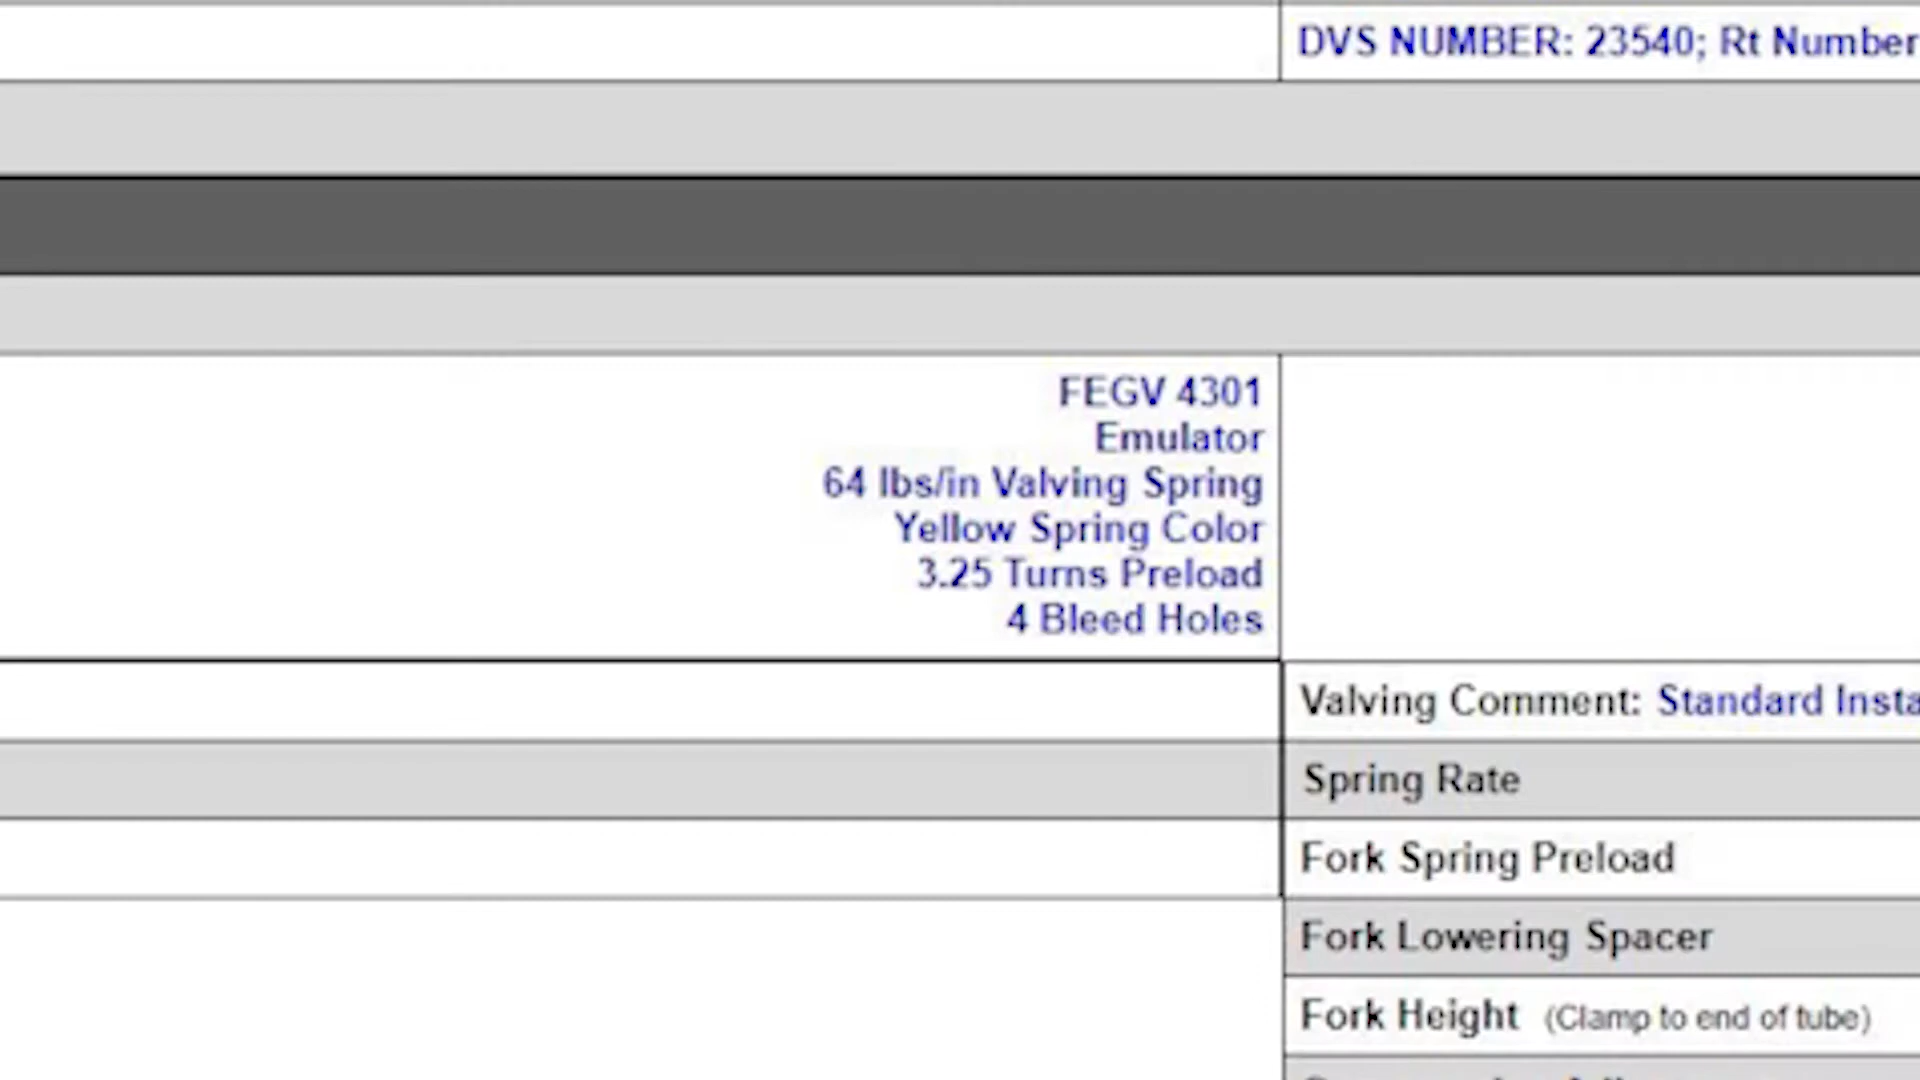 DVS NUMBER: 23540; Rt Number
FEGV 4301
Emulator
64 lbs/in Valving Spring
Yellow Spring Color
3.25 Turns Preload
4 Bleed Holes
Valving Comment: Standard Insta
Spring Rate
Fork Spring Preload
Fork Lowering Spacer
Fork Height (Clamp to end of tube)